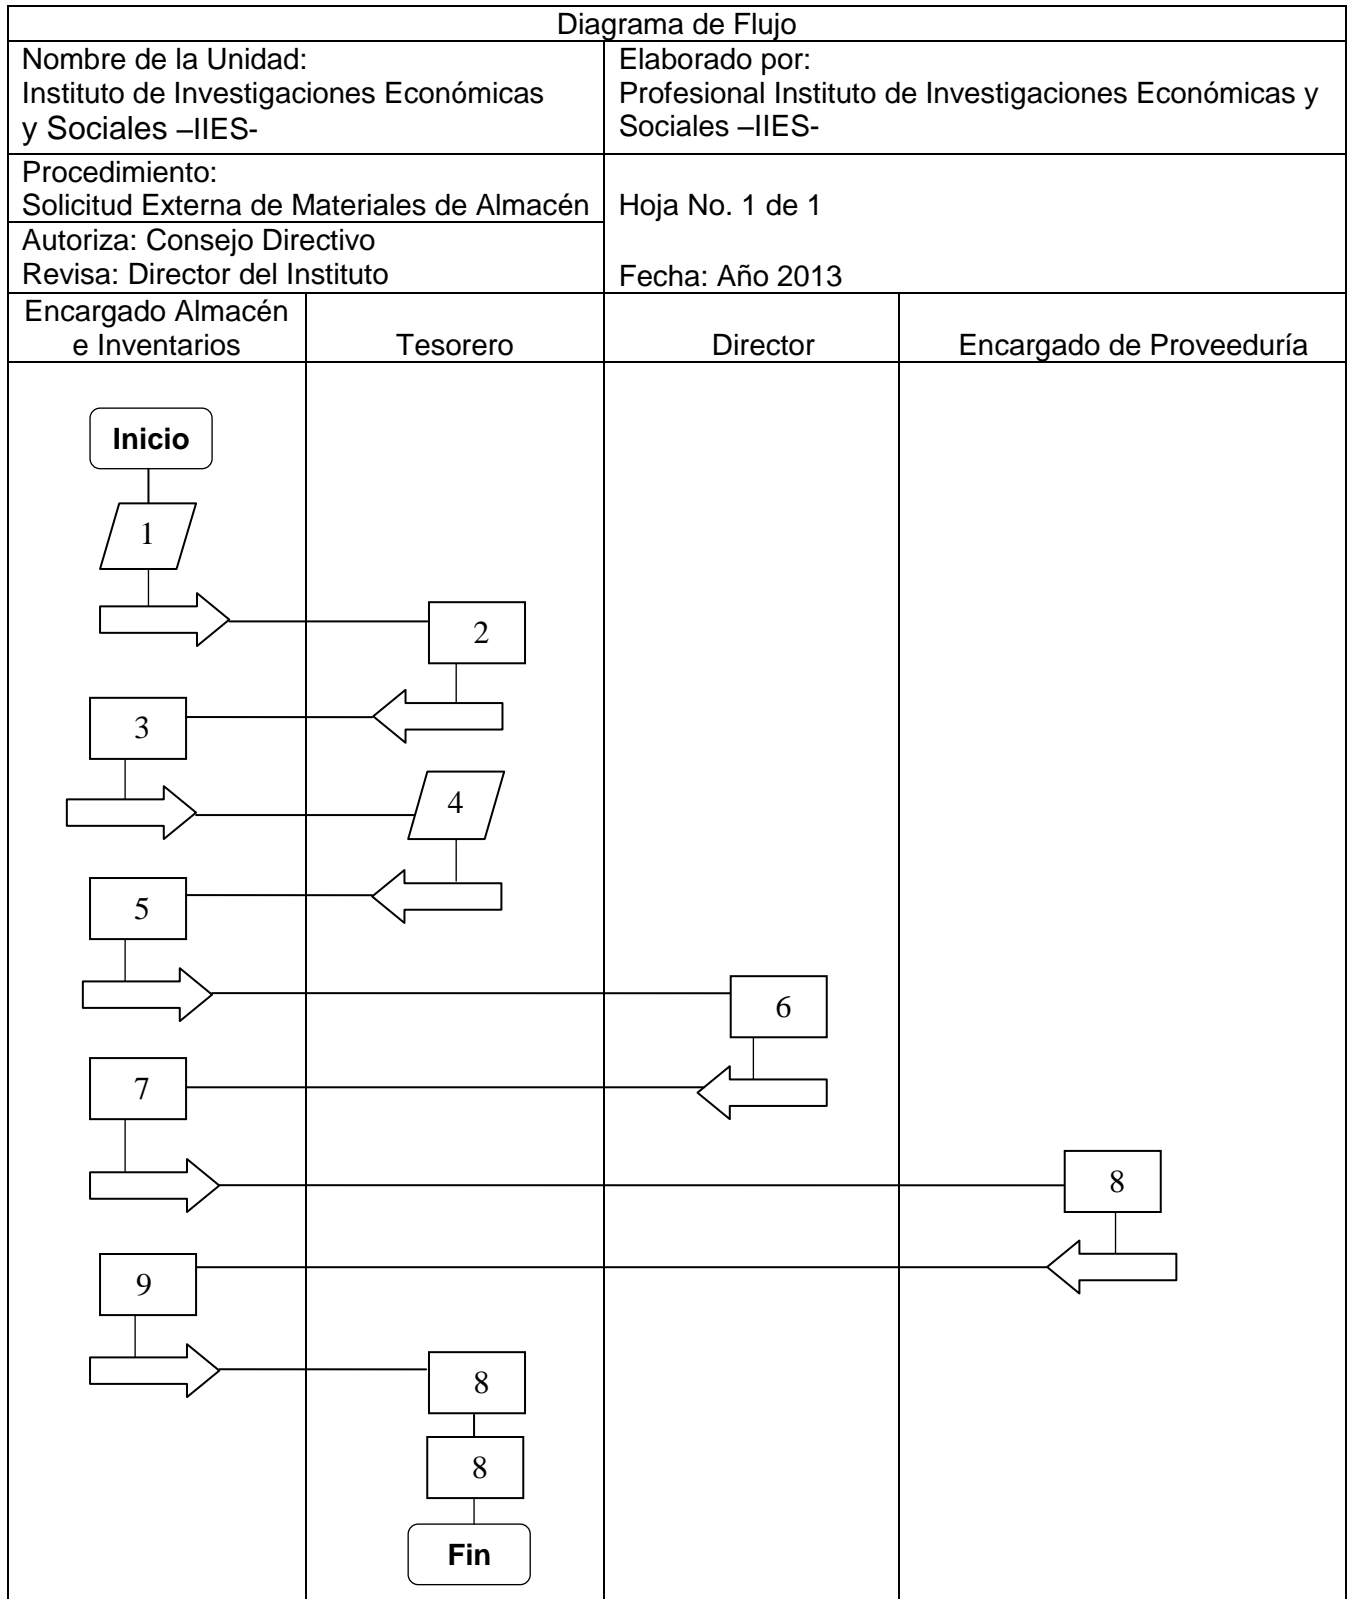 Diagrama de Flujo
Nombre de la Unidad:
Instituto de Investigaciones Económicas
y Sociales –IIES-
Elaborado por:
Profesional Instituto de Investigaciones Económicas y
Sociales –IIES-
Procedimiento:
Solicitud Externa de Materiales de Almacén
Hoja No. 1 de 1
Autoriza: Consejo Directivo
Revisa: Director del Instituto
Fecha: Año 2013
Encargado Almacén
e Inventarios
Tesorero
Director
Encargado de Proveeduría
Inicio
1
2
3
4
5
6
7
8
9
8
8
Fin